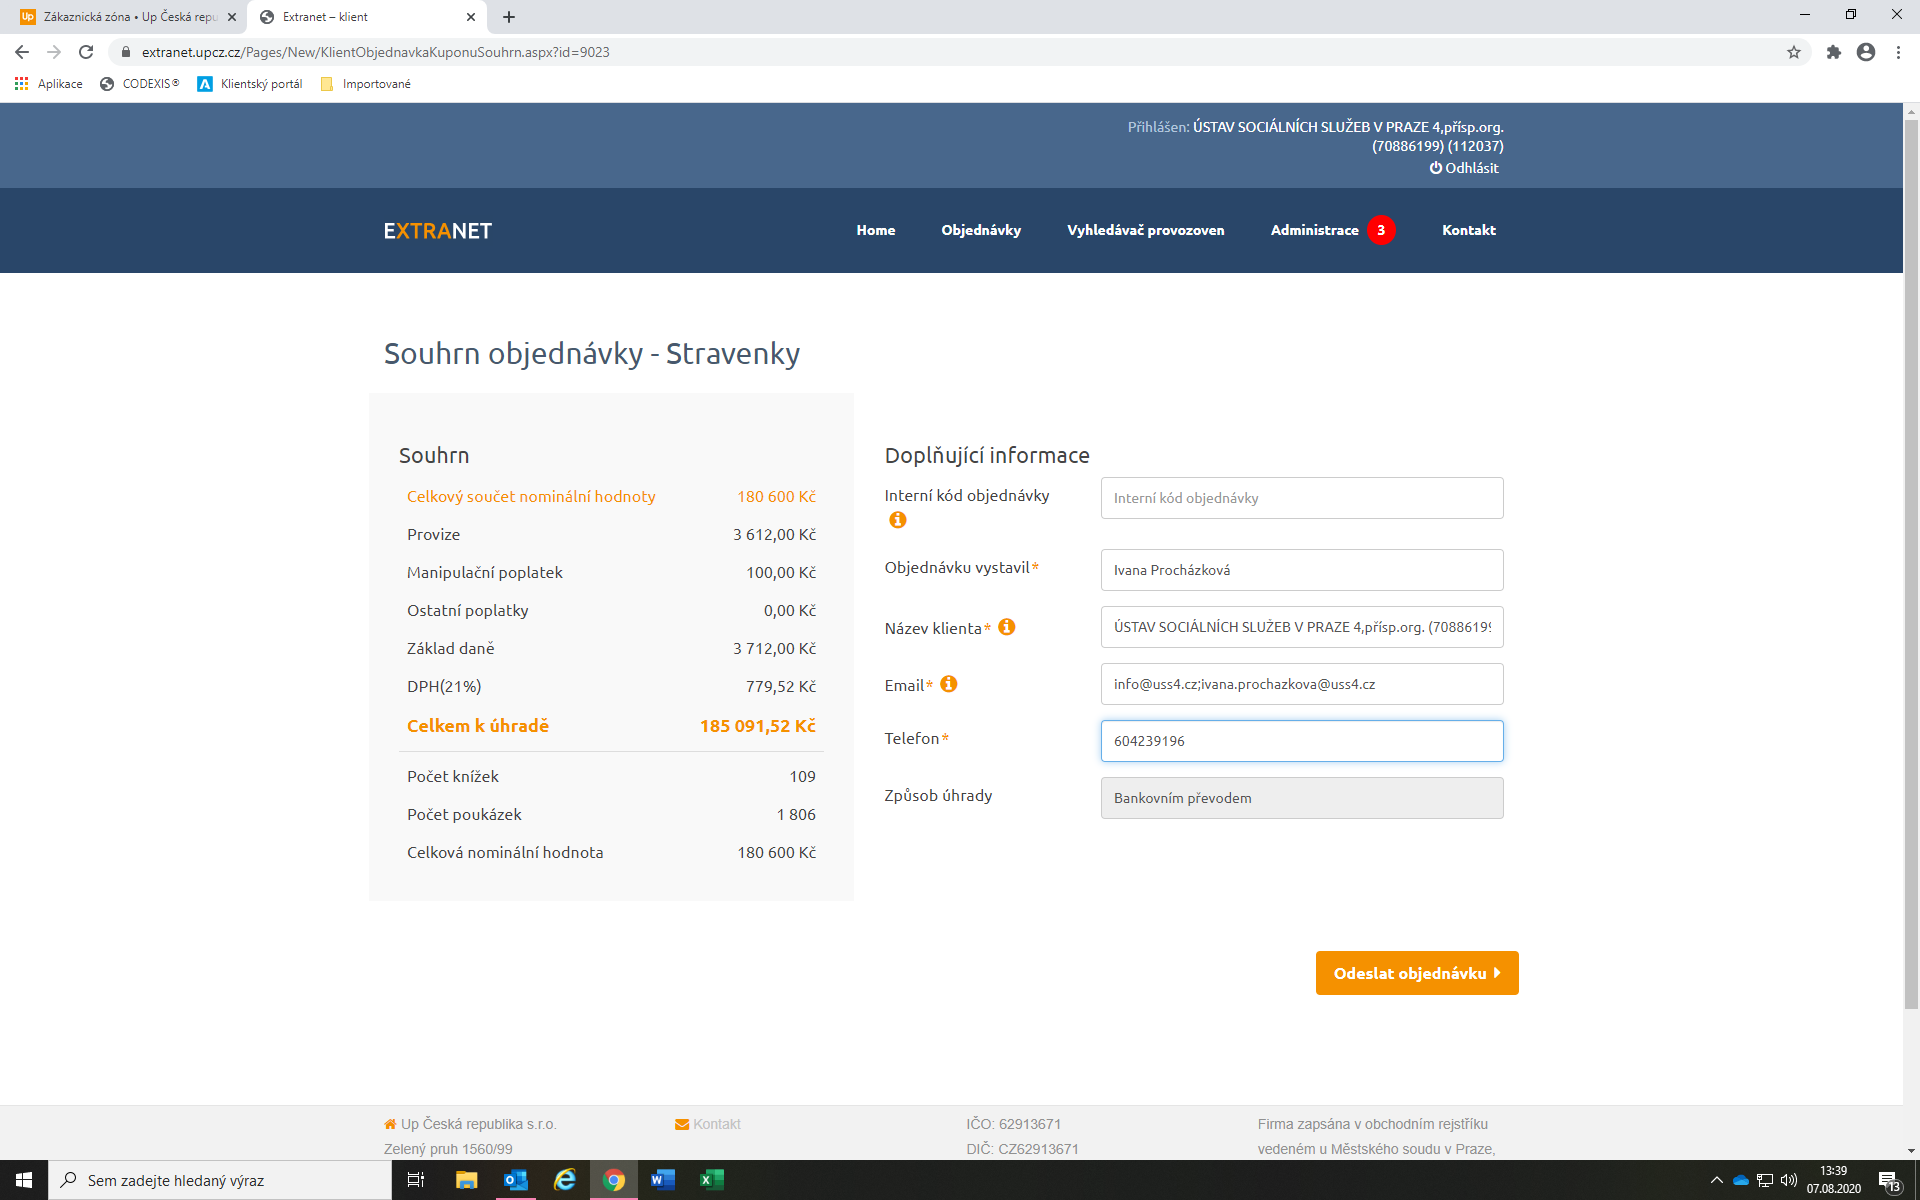 Zákaznická zóna • Up Česká repu
Extranet – klient
extranet.upcz.cz/Pages/New/KlientObjednavkaKuponuSouhrn.aspx?id=9023
Aplikace
CODEXIS®
Klientský portál
Importované
Přihlášen: ÚSTAV SOCIÁLNÍCH SLUŽEB V PRAZE 4,přísp.org.
(70886199) (112037)
Odhlásit
EXTRANET
Home
Objednávky
Vyhledávač provozoven
Administrace 3
Kontakt
Souhrn objednávky - Stravenky
Souhrn
Celkový součet nominální hodnoty 180 600 Kč
Provize 3 612,00 Kč
Manipulační poplatek 100,00 Kč
Ostatní poplatky 0,00 Kč
Základ daně 3 712,00 Kč
DPH(21%) 779,52 Kč
Celkem k úhradě 185 091,52 Kč
Počet knížek 109
Počet poukázek 1 806
Celková nominální hodnota 180 600 Kč
Doplňující informace
Interní kód objednávky Interní kód objednávky
Objednávku vystavil* Ivana Procházková
Název klienta* ÚSTAV SOCIÁLNÍCH SLUŽEB V PRAZE 4,přísp.org. (7088619
Email* info@uss4.cz;ivana.prochazkova@uss4.cz
Telefon* 604239196
Způsob úhrady Bankovním převodem
Odeslat objednávku
Up Česká republika s.r.o.
Zelený pruh 1560/99
Kontakt
IČO: 62913671
DIČ: CZ62913671
Firma zapsána v obchodním rejstříku
vedeném u Městského soudu v Praze,
Sem zadejte hledaný výraz
13:39
07.08.2020
13